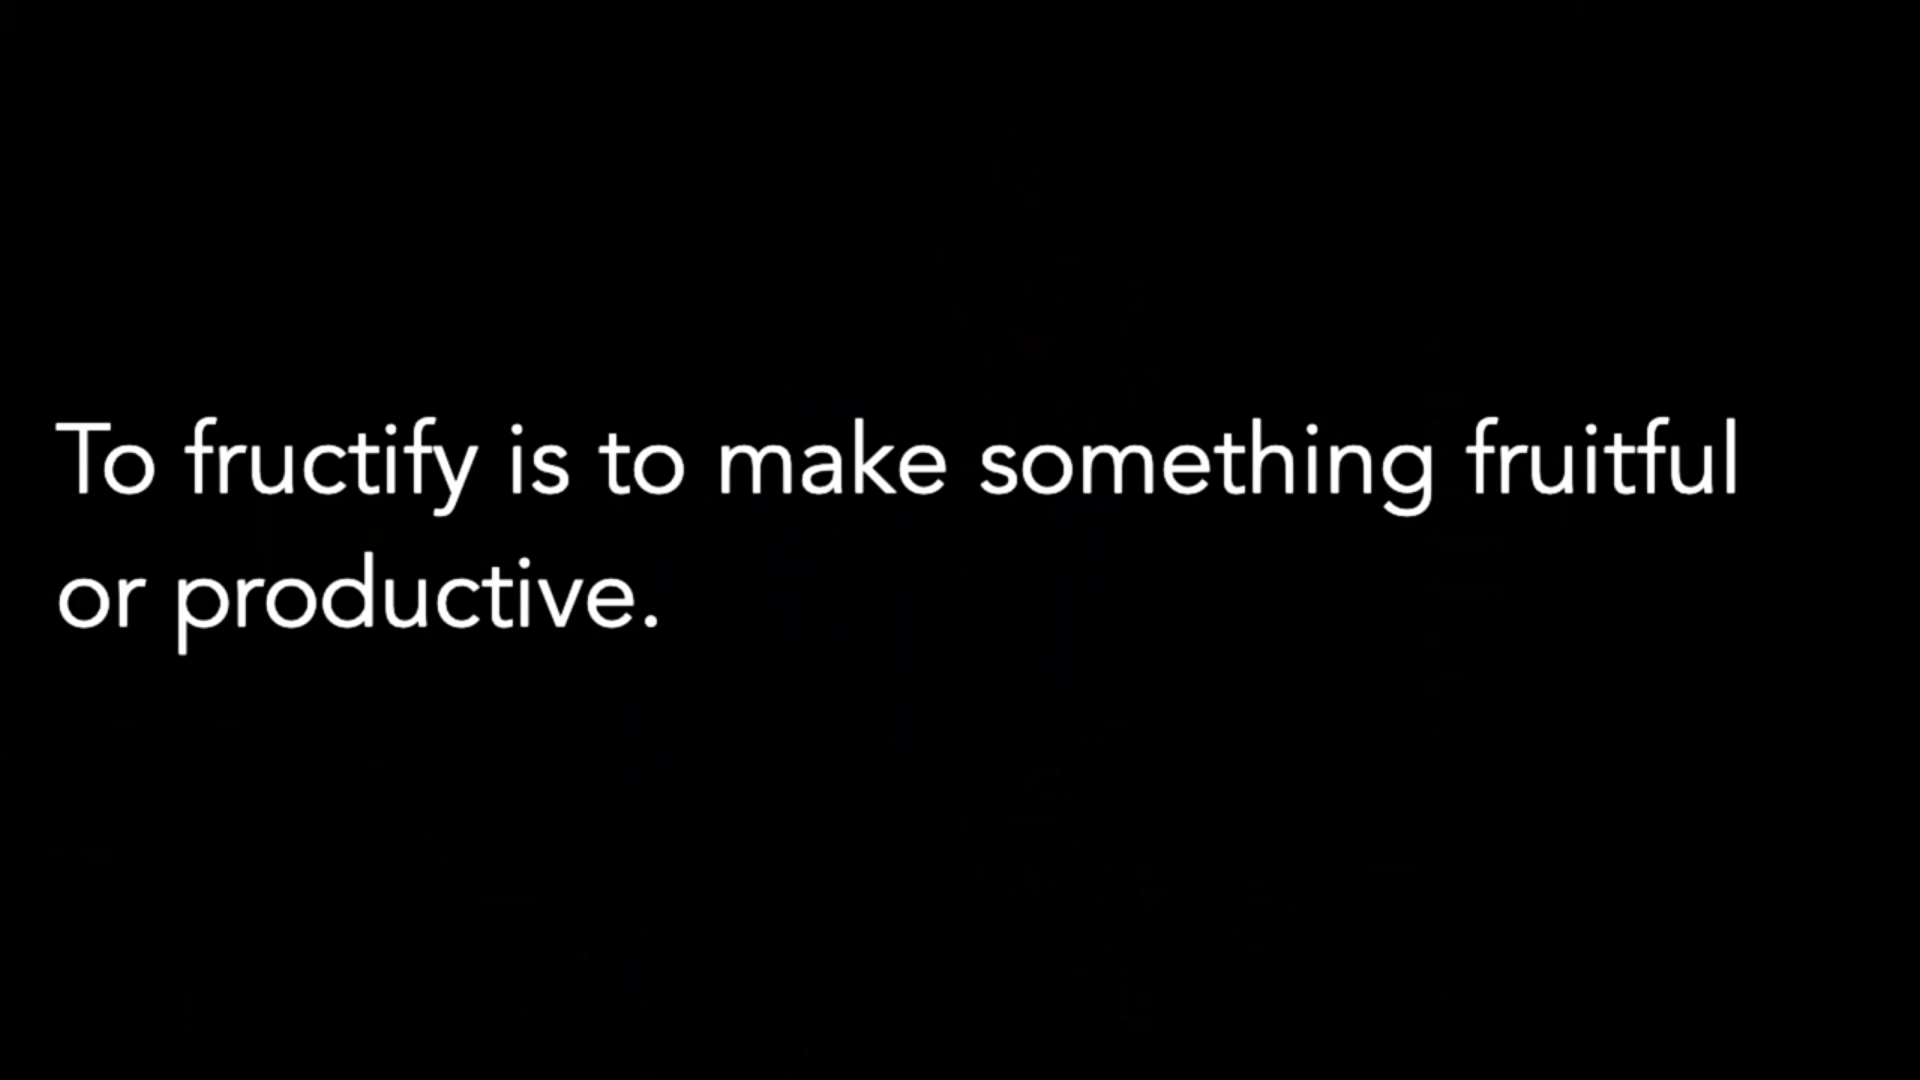 To fructify is to make something fruitful
or productive.